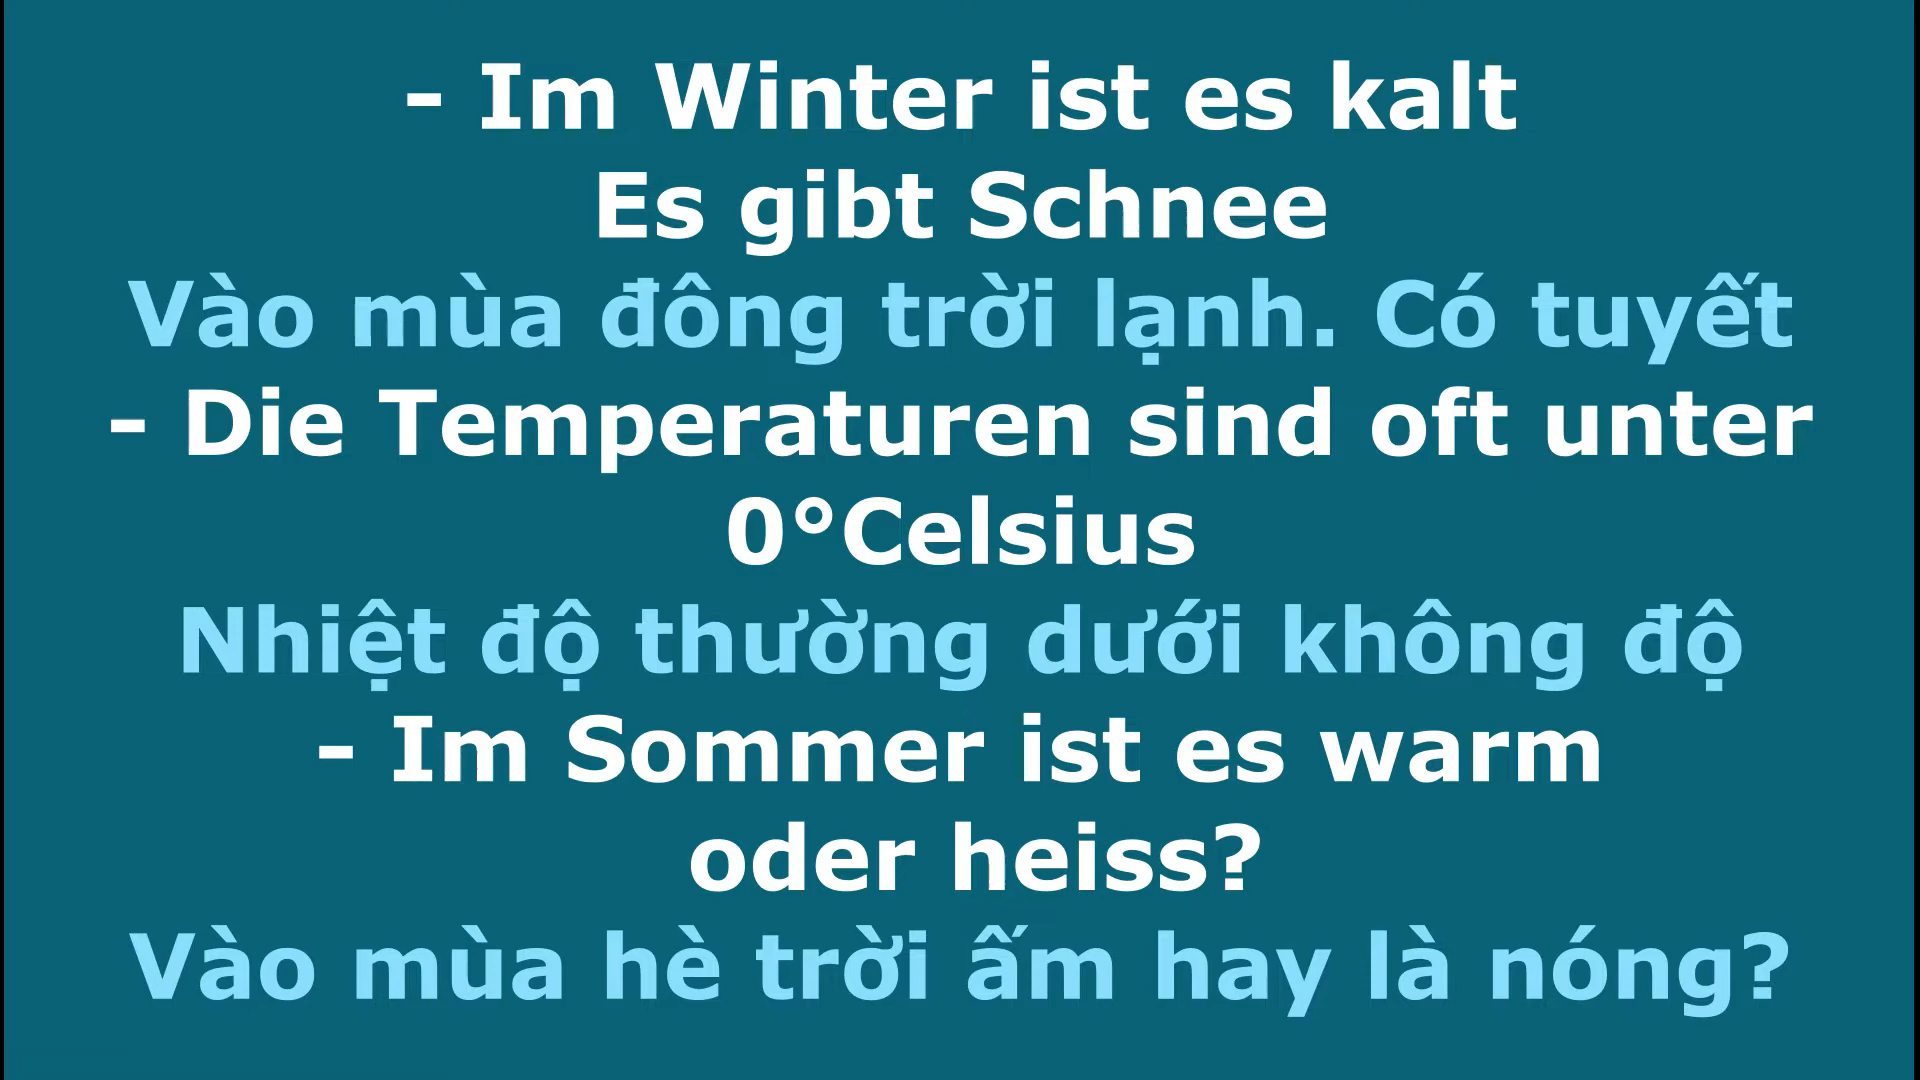 - Im Winter ist es kalt
Es gibt Schnee
Vào mùa đông trời lạnh. Có tuyết
- Die Temperaturen sind oft unter
0°Celsius
Nhiệt độ thường dưới không độ
- Im Sommer ist es warm
oder heiss?
Vào mùa hè trời ấm hay là nóng?